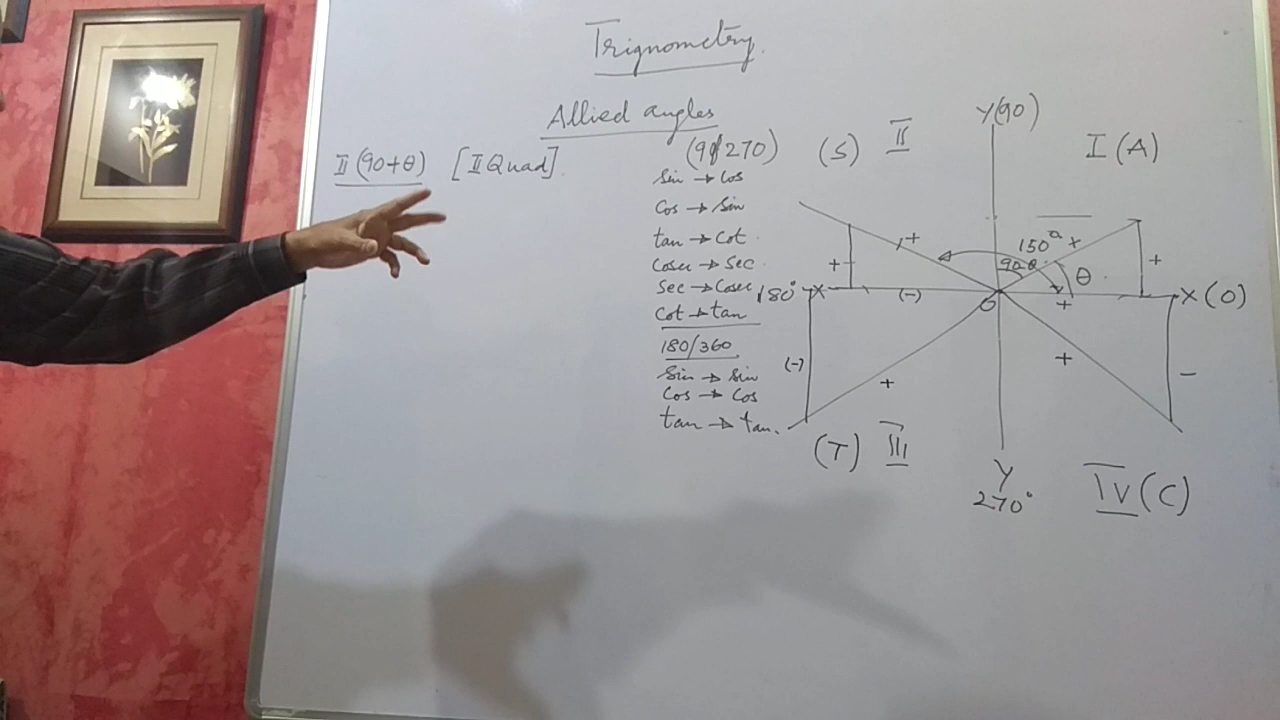 Trignometry.
Allied angles
II (90+θ) [II Quad].
(90/270)
Sin → Cos
Cos → Sin
tan → Cot
Cosec → Sec
Sec → Cosec
Cot → tan
180/360
Sin → Sin
Cos → Cos
tan → tan.
Y(90)
(S) II
I (A)
+
150°
+
90-θ
θ
+
+
180°
X
(-)
O
+
X (0)
(-)
+
+
-
(T) III
Y
270°
IV (C)